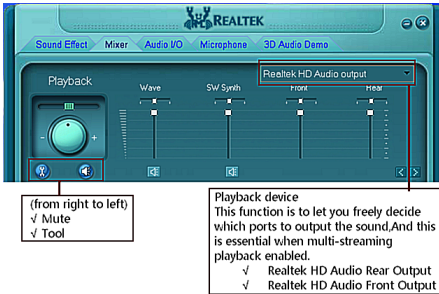 REALTEK
Sound Effect Mixer Audio I/O Microphone 3D Audio Demo
Playback
Realtek HD Audio output
Wave SW Synth Front Rear
- +
(from right to left)
√ Mute
√ Tool
Playback device
This function is to let you freely decide
which ports to output the sound,And this
is essential when multi-streaming
playback enabled.
√ Realtek HD Audio Rear Output
√ Realtek HD Audio Front Output